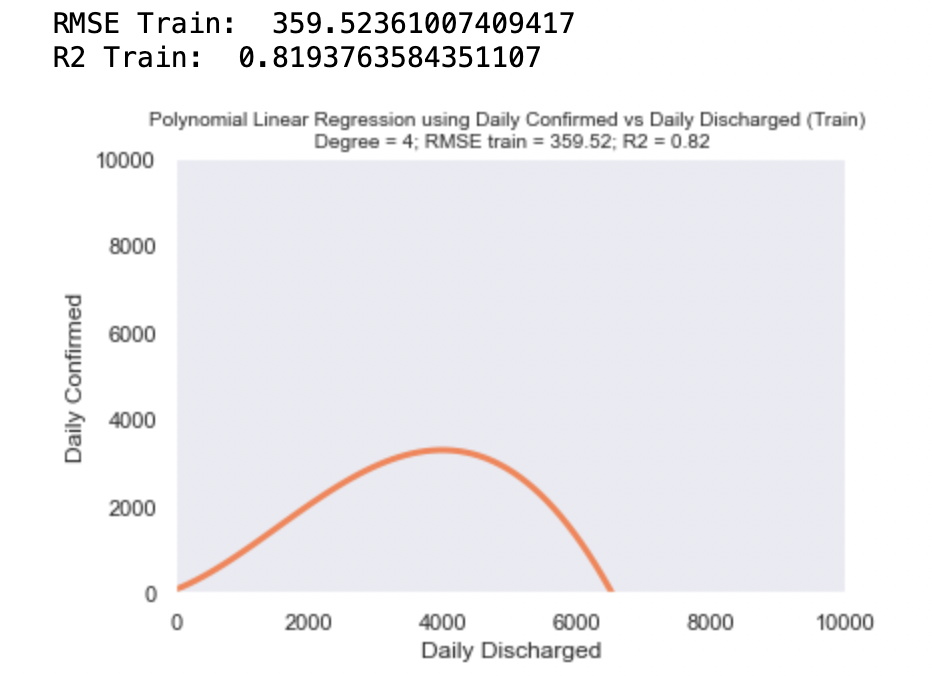 RMSE Train:  359.52361007409417
R2 Train:  0.8193763584351107
Polynomial Linear Regression using Daily Confirmed vs Daily Discharged (Train)
Degree = 4; RMSE train = 359.52; R2 = 0.82
10000
8000
6000
4000
2000
0
Daily Confirmed
0 2000 4000 6000 8000 10000
Daily Discharged